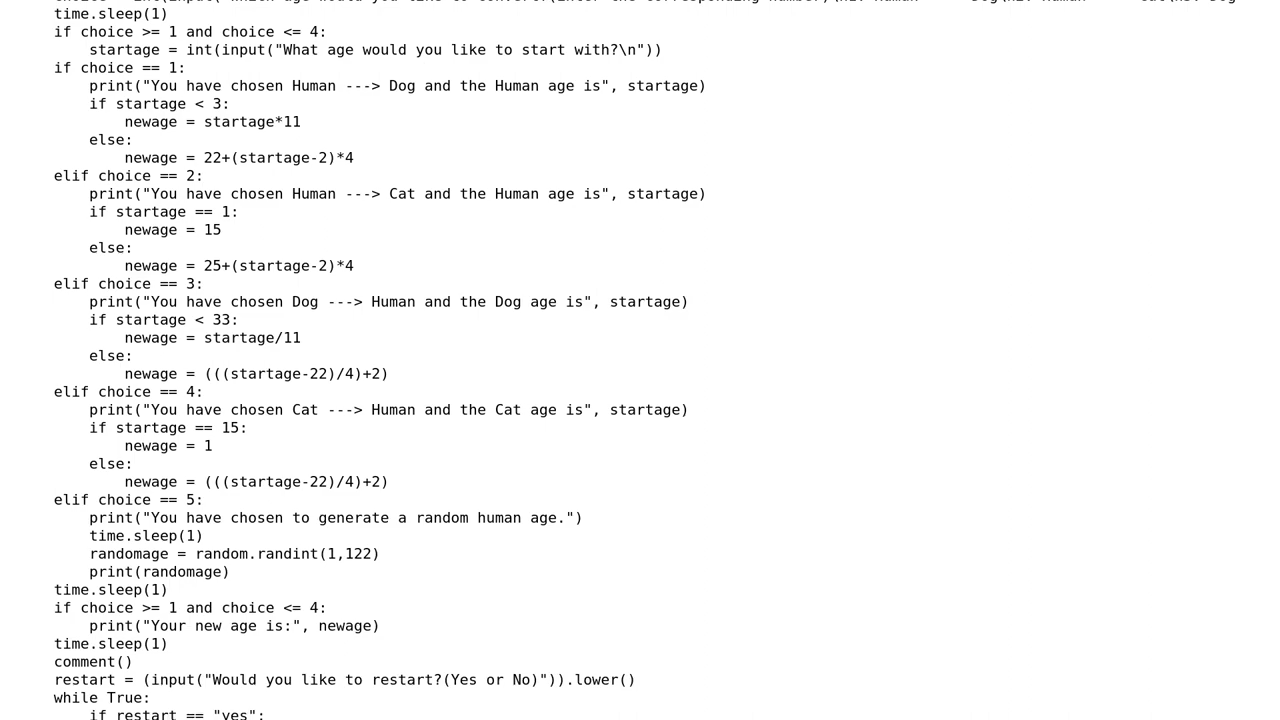 time.sleep(1)
if choice >= 1 and choice <= 4:
    startage = int(input("What age would you like to start with?\n"))
if choice == 1:
    print("You have chosen Human ---> Dog and the Human age is", startage)
    if startage < 3:
        newage = startage*11
    else:
        newage = 22+(startage-2)*4
elif choice == 2:
    print("You have chosen Human ---> Cat and the Human age is", startage)
    if startage == 1:
        newage = 15
    else:
        newage = 25+(startage-2)*4
elif choice == 3:
    print("You have chosen Dog ---> Human and the Dog age is", startage)
    if startage < 33:
        newage = startage/11
    else:
        newage = (((startage-22)/4)+2)
elif choice == 4:
    print("You have chosen Cat ---> Human and the Cat age is", startage)
    if startage == 15:
        newage = 1
    else:
        newage = (((startage-22)/4)+2)
elif choice == 5:
    print("You have chosen to generate a random human age.")
    time.sleep(1)
    randomage = random.randint(1,122)
    print(randomage)
time.sleep(1)
if choice >= 1 and choice <= 4:
    print("Your new age is:", newage)
time.sleep(1)
comment()
restart = (input("Would you like to restart?(Yes or No)")).lower()
while True:
    if restart == "yes":